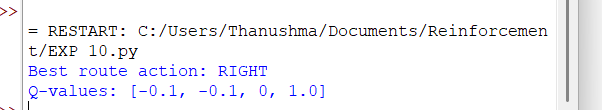 >>
= RESTART: C:/Users/Thanushma/Documents/Reinforcemen
t/EXP 10.py
Best route action: RIGHT
Q-values: [-0.1, -0.1, 0, 1.0]
>>